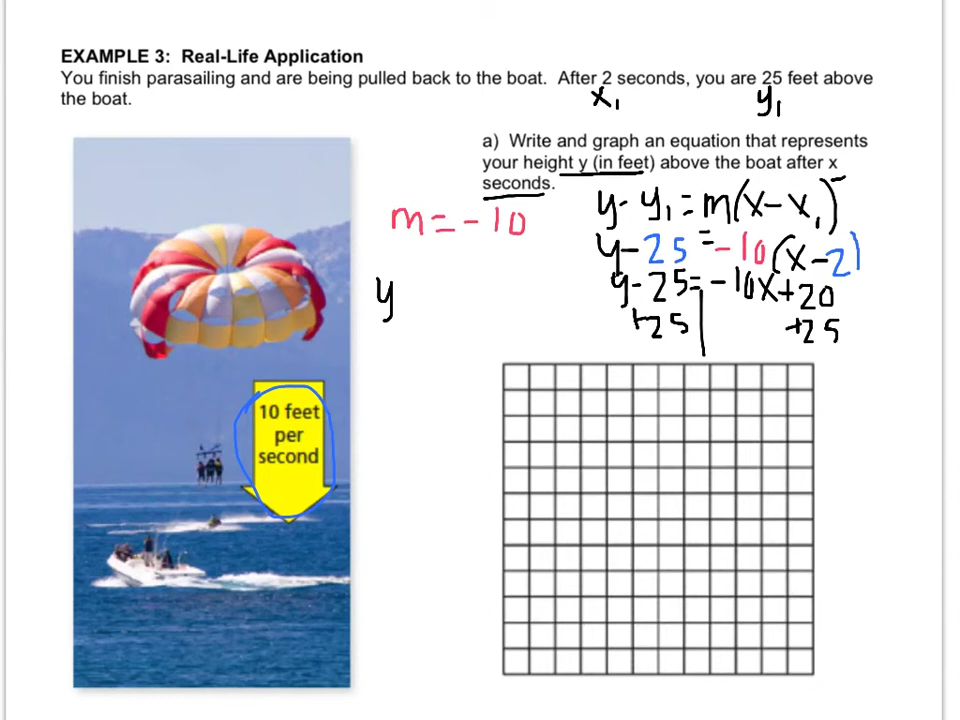 EXAMPLE 3: Real-Life Application
You finish parasailing and are being pulled back to the boat. After 2 seconds, you are 25 feet above
the boat.
x₁ y₁
a) Write and graph an equation that represents
your height y (in feet) above the boat after x
seconds.
y - y₁ = m(x - x₁)
m = -10
y - 25 = -10(x - 2)
y - 25 = -10x + 20
y
+25 +25
10 feet
per
second